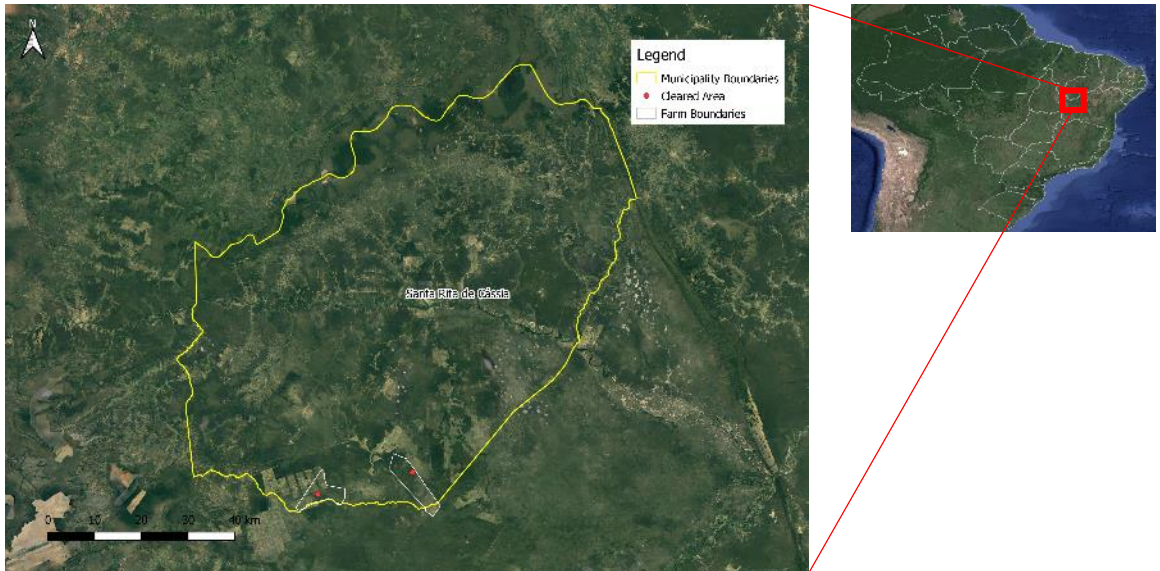 N
Legend
Municipality Boundaries
Cleared Area
Farm Boundaries
Santa Rita de Cássia
0 10 20 30 40 km